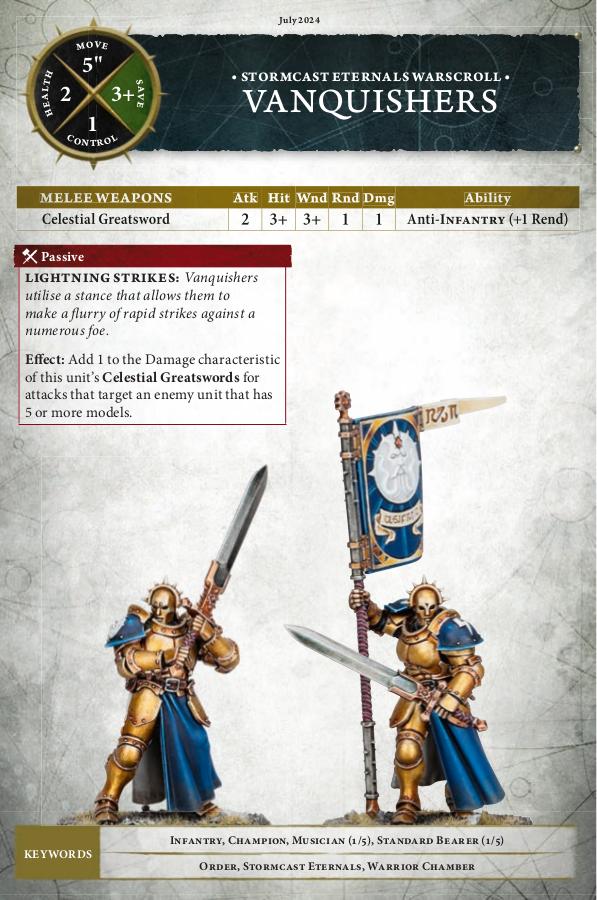 July 2024
MOVE
5"
HEALTH
2
3+
SAVE
1
CONTROL
• STORMCAST ETERNALS WARSCROLL •
VANQUISHERS
MELEE WEAPONS Atk Hit Wnd Rnd Dmg Ability
Celestial Greatsword 2 3+ 3+ 1 1 Anti-INFANTRY (+1 Rend)
Passive
LIGHTNING STRIKES: Vanquishers
utilise a stance that allows them to
make a flurry of rapid strikes against a
numerous foe.
Effect: Add 1 to the Damage characteristic
of this unit's Celestial Greatswords for
attacks that target an enemy unit that has
5 or more models.
KEYWORDS
INFANTRY, CHAMPION, MUSICIAN (1/5), STANDARD BEARER (1/5)
ORDER, STORMCAST ETERNALS, WARRIOR CHAMBER